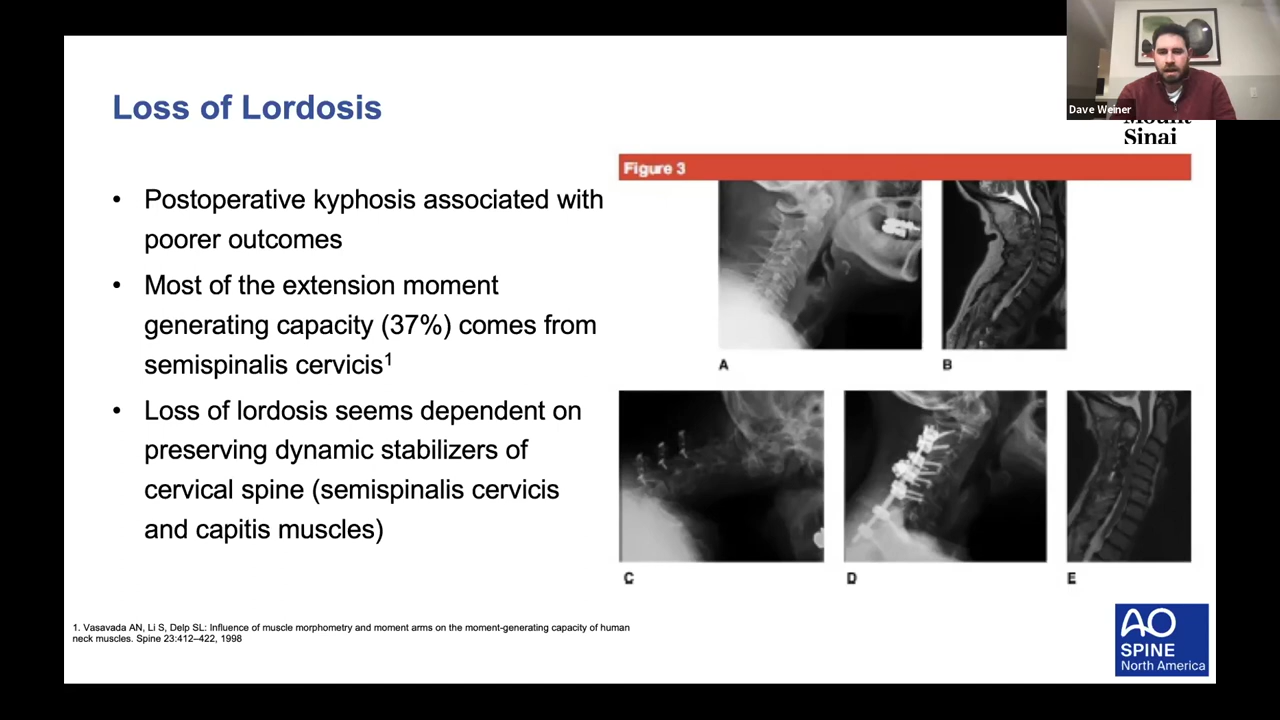 Dave Weiner
Mount
Sinai
Loss of Lordosis
Figure 3
• Postoperative kyphosis associated with
poorer outcomes
• Most of the extension moment
generating capacity (37%) comes from
semispinalis cervicis1
• Loss of lordosis seems dependent on
preserving dynamic stabilizers of
cervical spine (semispinalis cervicis
and capitis muscles)
A
B
C
D
E
1. Vasavada AN, Li S, Delp SL: Influence of muscle morphometry and moment arms on the moment-generating capacity of human
neck muscles. Spine 23:412–422, 1998
AO
SPINE
North America